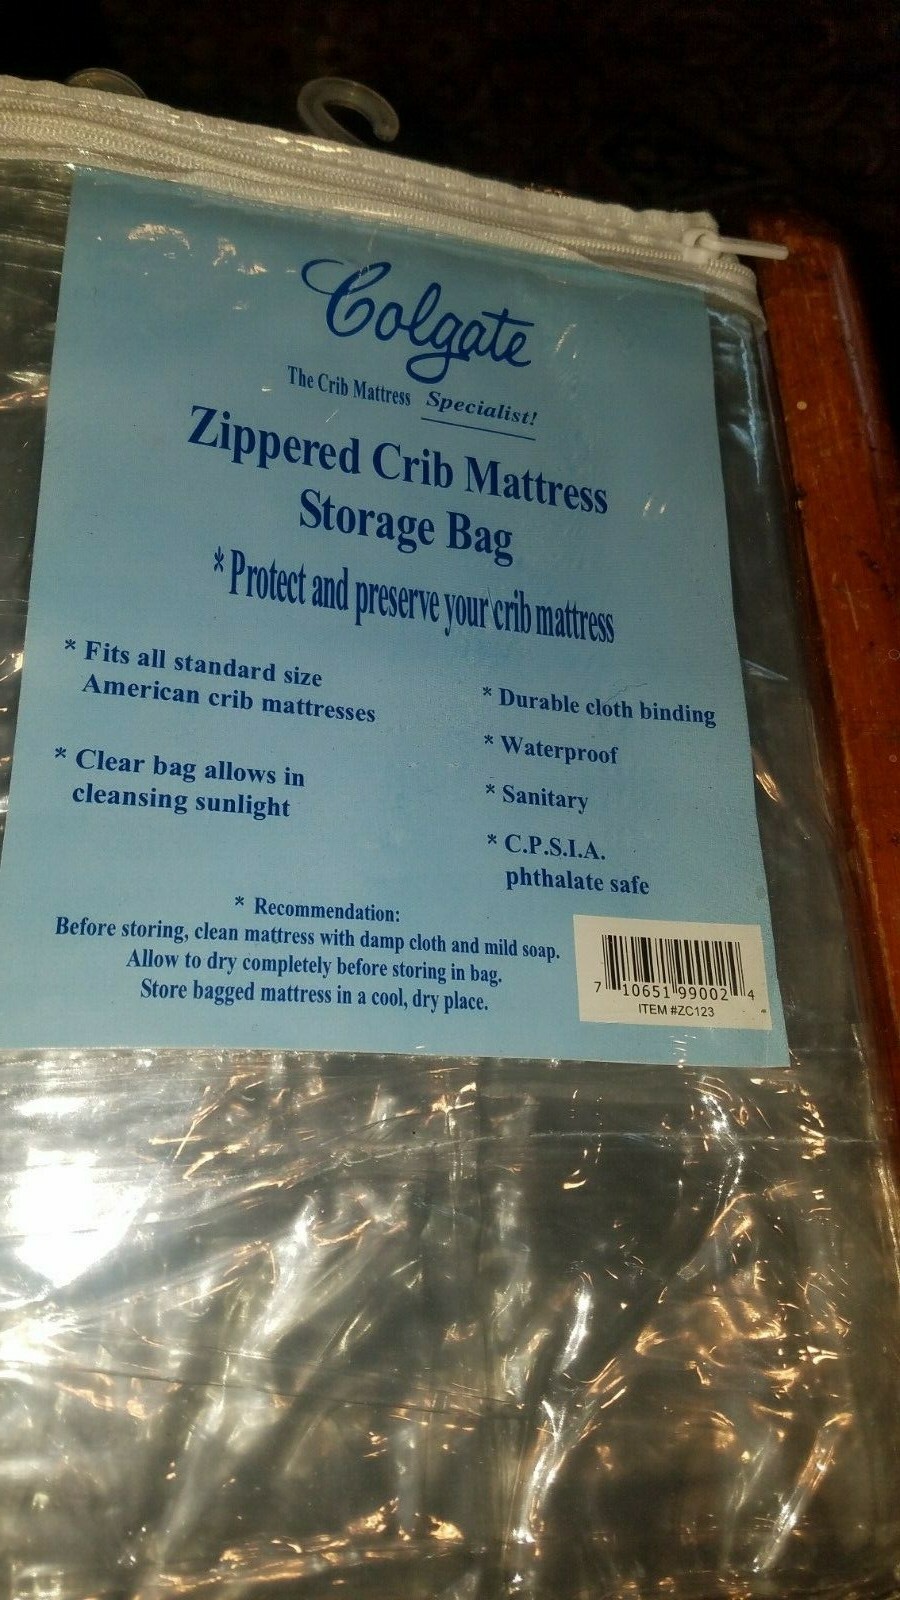 Colgate
The Crib Mattress Specialist!
Zippered Crib Mattress
Storage Bag
* Protect and preserve your crib mattress
* Fits all standard size
American crib mattresses
* Clear bag allows in
cleansing sunlight
* Durable cloth binding
* Waterproof
* Sanitary
* C.P.S.I.A.
phthalate safe
* Recommendation:
Before storing, clean mattress with damp cloth and mild soap.
Allow to dry completely before storing in bag.
Store bagged mattress in a cool, dry place.
7 10651 99002 4
ITEM #ZC123